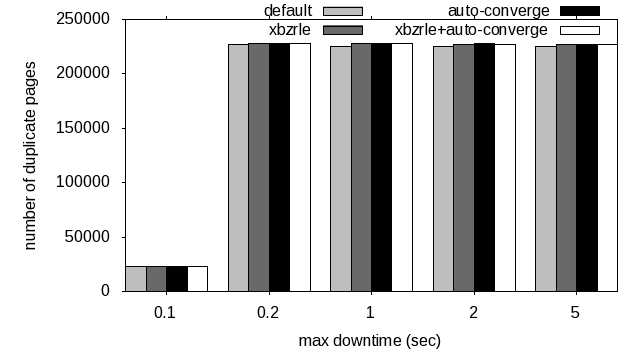 default
auto-converge
xbzrle
xbzrle+auto-converge
250000
200000
150000
100000
50000
0
number of duplicate pages
0.1
0.2
1
2
5
max downtime (sec)